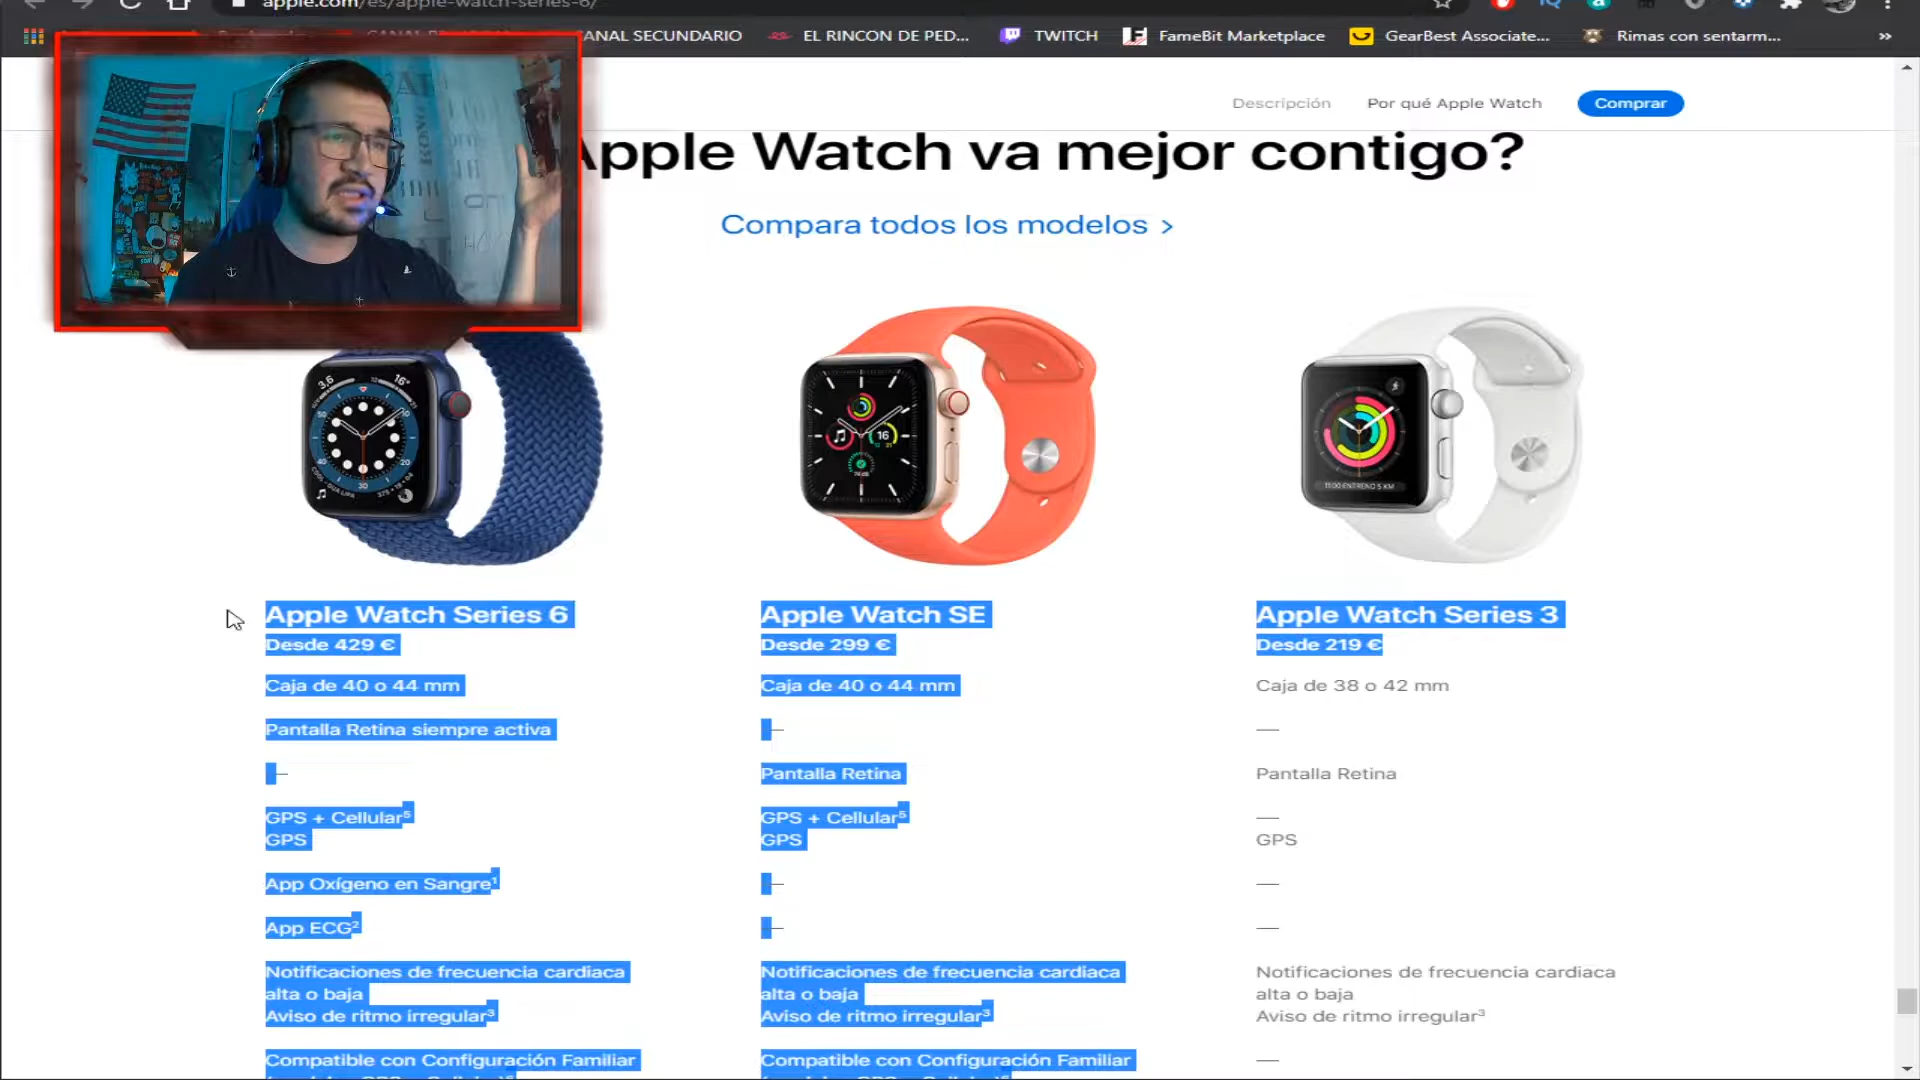 apple.com/es/apple-watch-series-6/
CANAL SECUNDARIO
EL RINCON DE PED...
TWITCH
FameBit Marketplace
GearBest Associate...
Rimas con sentarm...
»
Descripción
Por qué Apple Watch
Comprar
Apple Watch va mejor contigo?
Compara todos los modelos >
Apple Watch Series 6
Desde 429 €
Caja de 40 o 44 mm
Pantalla Retina siempre activa
—
GPS + Cellular⁵
GPS
App Oxígeno en Sangre¹
App ECG²
Notificaciones de frecuencia cardiaca
alta o baja
Aviso de ritmo irregular³
Compatible con Configuración Familiar
Apple Watch SE
Desde 299 €
Caja de 40 o 44 mm
—
Pantalla Retina
GPS + Cellular⁵
GPS
—
—
Notificaciones de frecuencia cardiaca
alta o baja
Aviso de ritmo irregular³
Compatible con Configuración Familiar
Apple Watch Series 3
Desde 219 €
Caja de 38 o 42 mm
—
Pantalla Retina
—
GPS
—
—
Notificaciones de frecuencia cardiaca
alta o baja
Aviso de ritmo irregular³
—